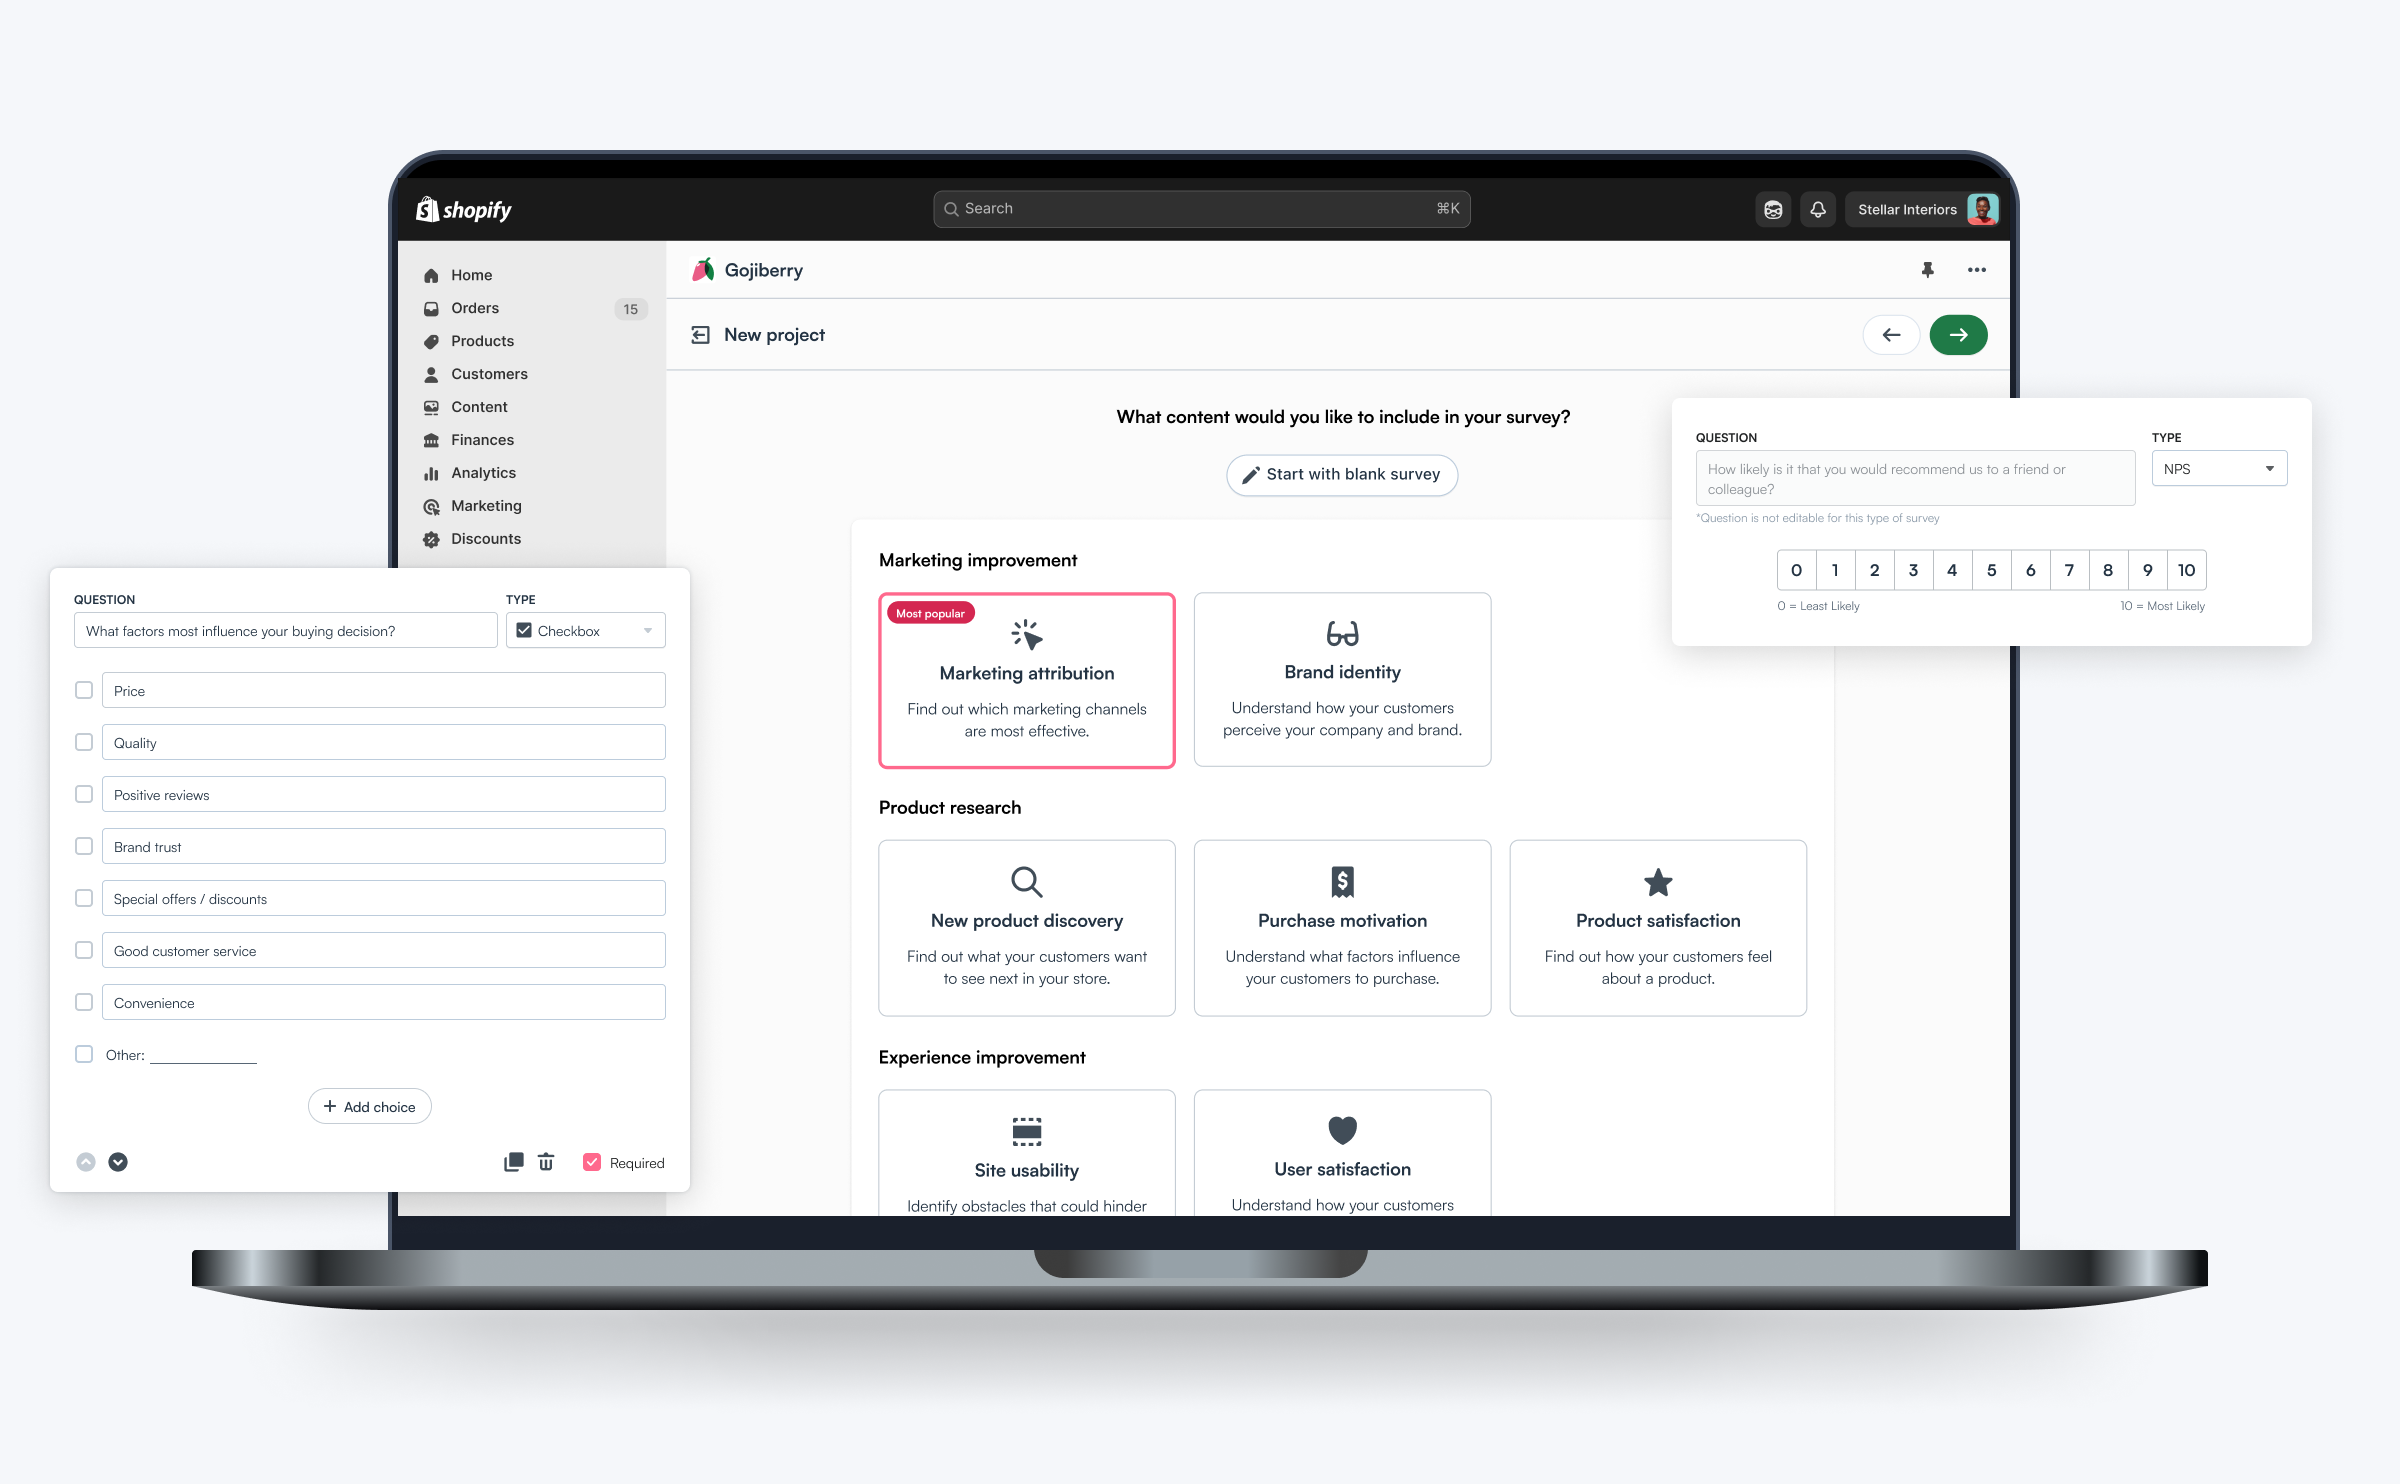 shopify
Search
⌘K
Stellar Interiors
Home
Orders
15
Products
Customers
Content
Finances
Analytics
Marketing
Discounts
Gojiberry
New project
What content would you like to include in your survey?
Start with blank survey
Marketing improvement
Most popular
Marketing attribution
Find out which marketing channels
are most effective.
Brand identity
Understand how your customers
perceive your company and brand.
Product research
New product discovery
Find out what your customers want
to see next in your store.
Purchase motivation
Understand what factors influence
your customers to purchase.
Product satisfaction
Find out how your customers feel
about a product.
Experience improvement
Site usability
Identify obstacles that could hinder
User satisfaction
Understand how your customers
QUESTION
TYPE
What factors most influence your buying decision?
Checkbox
Price
Quality
Positive reviews
Brand trust
Special offers / discounts
Good customer service
Convenience
Other:
Add choice
Required
QUESTION
TYPE
How likely is it that you would recommend us to a friend or
colleague?
NPS
*Question is not editable for this type of survey
0 1 2 3 4 5 6 7 8 9 10
0 = Least Likely
10 = Most Likely